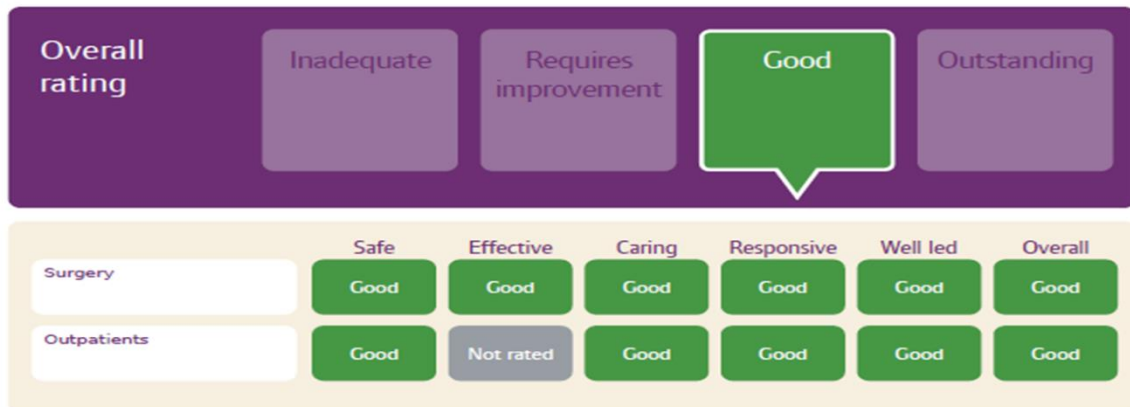 Overall
rating
Inadequate
Requires
improvement
Good
Outstanding
Safe Effective Caring Responsive Well led Overall
Surgery
Good Good Good Good Good Good
Outpatients
Good Not rated Good Good Good Good